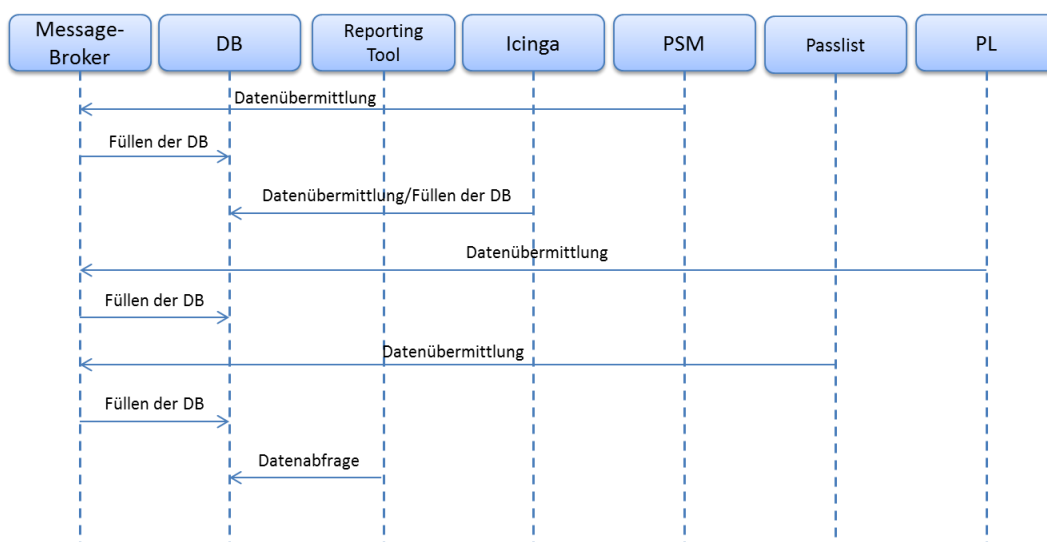 Message-
Broker
DB
Reporting
Tool
Icinga
PSM
Passlist
PL
Datenübermittlung
Füllen der DB
Datenübermittlung/Füllen der DB
Datenübermittlung
Füllen der DB
Datenübermittlung
Füllen der DB
Datenabfrage